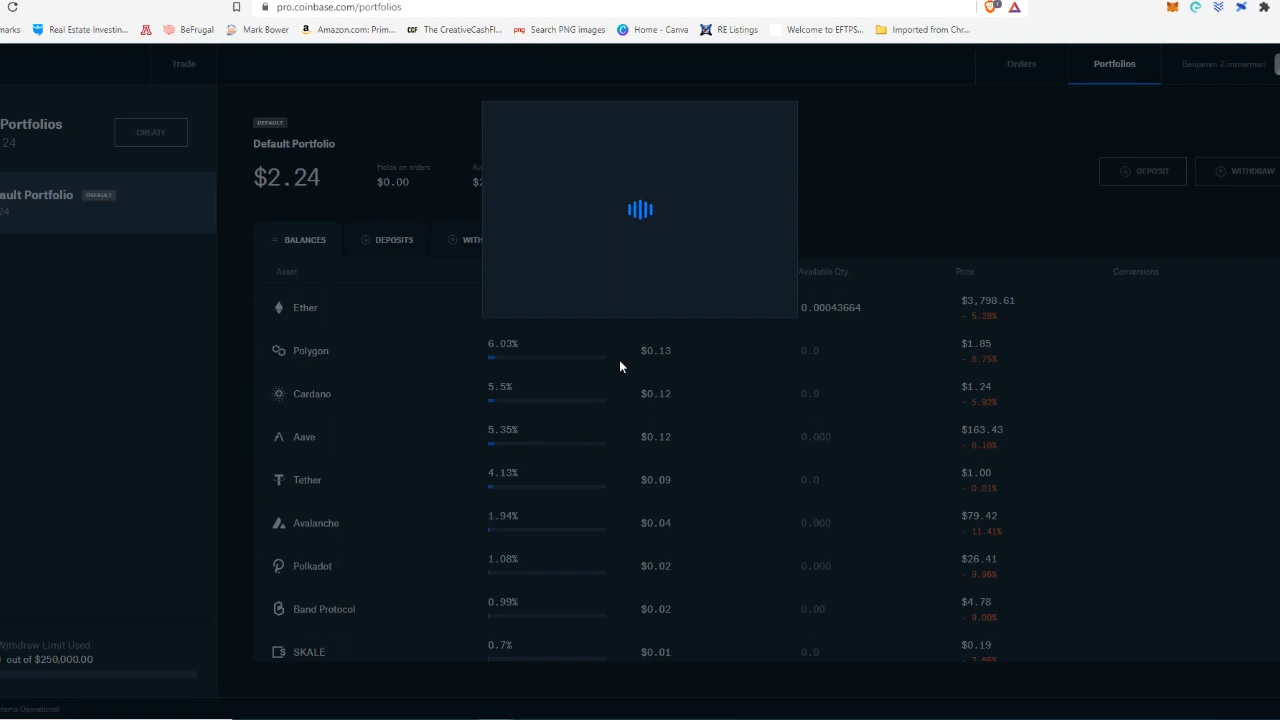 pro.coinbase.com/portfolios
marks Real Estate Investin... BeFrugal Mark Bower Amazon.com: Prim... CCF The CreativeCashFl... png Search PNG images Home - Canva RE Listings Welcome to EFTPS... Imported from Chr...
Trade Orders Portfolios Benjamin Zimmerman
Portfolios CREATE
24
ault Portfolio DEFAULT
24
DEFAULT
Default Portfolio
$2.24 Holds on orders
$0.00
DEPOSIT WITHDRAW
BALANCES DEPOSITS WITH
Asset Available Qty. Price Conversions
Ether 0.00043664 $3,798.61
- 5.28%
Polygon 6.03% $0.13 0.0 $1.85
- 8.75%
Cardano 5.5% $0.12 0.0 $1.24
- 5.92%
Aave 5.35% $0.12 0.000 $163.43
- 6.18%
Tether 4.13% $0.09 0.0 $1.00
- 0.01%
Avalanche 1.94% $0.04 0.000 $79.42
- 11.41%
Polkadot 1.08% $0.02 0.000 $26.41
- 9.96%
Band Protocol 0.99% $0.02 0.00 $4.78
- 9.00%
SKALE 0.7% $0.01 0.0 $0.19
Withdraw Limit Used
out of $250,000.00
tems Operational